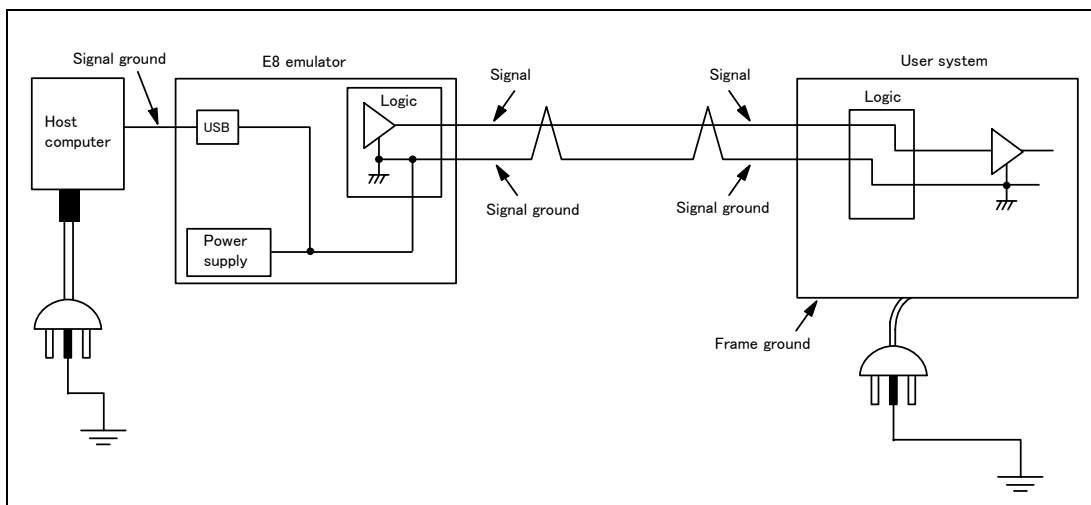 Signal ground
E8 emulator
Signal
Signal
User system
Host
computer
USB
Logic
Logic
Signal ground
Signal ground
Power
supply
Frame ground